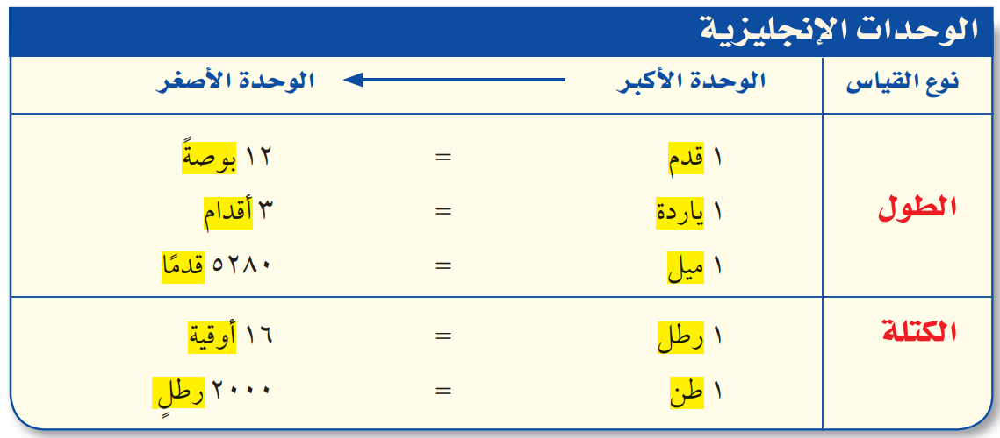 الوحدات الإنجليزية
نوع القياس الوحدة الأكبر الوحدة الأصغر
١ قدم = ١٢ بوصةً
الطول ١ ياردة = ٣ أقدام
١ ميل = ٥٢٨٠ قدمًا
الكتلة ١ رطل = ١٦ أوقية
١ طن = ٢٠٠٠ رطلٍ